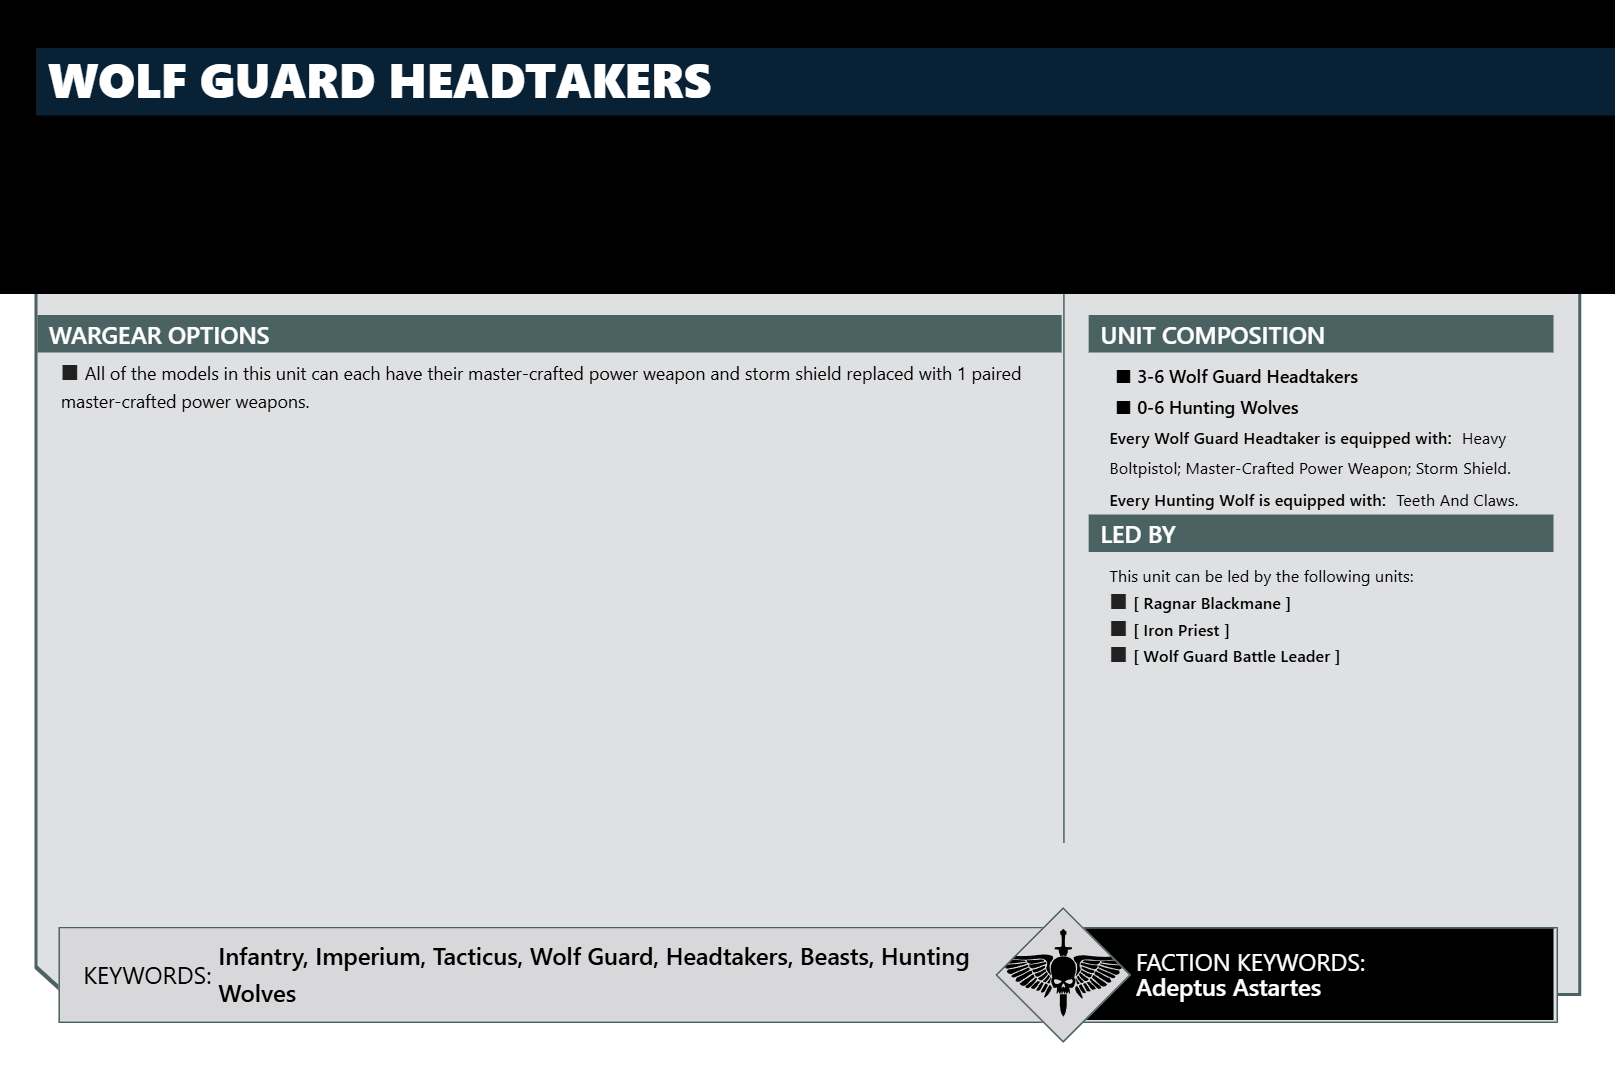 WOLF GUARD HEADTAKERS
WARGEAR OPTIONS
■ All of the models in this unit can each have their master-crafted power weapon and storm shield replaced with 1 paired
master-crafted power weapons.
UNIT COMPOSITION
■ 3-6 Wolf Guard Headtakers
■ 0-6 Hunting Wolves
Every Wolf Guard Headtaker is equipped with: Heavy
Boltpistol; Master-Crafted Power Weapon; Storm Shield.
Every Hunting Wolf is equipped with: Teeth And Claws.
LED BY
This unit can be led by the following units:
■ [ Ragnar Blackmane ]
■ [ Iron Priest ]
■ [ Wolf Guard Battle Leader ]
KEYWORDS: Infantry, Imperium, Tacticus, Wolf Guard, Headtakers, Beasts, Hunting
Wolves
FACTION KEYWORDS:
Adeptus Astartes